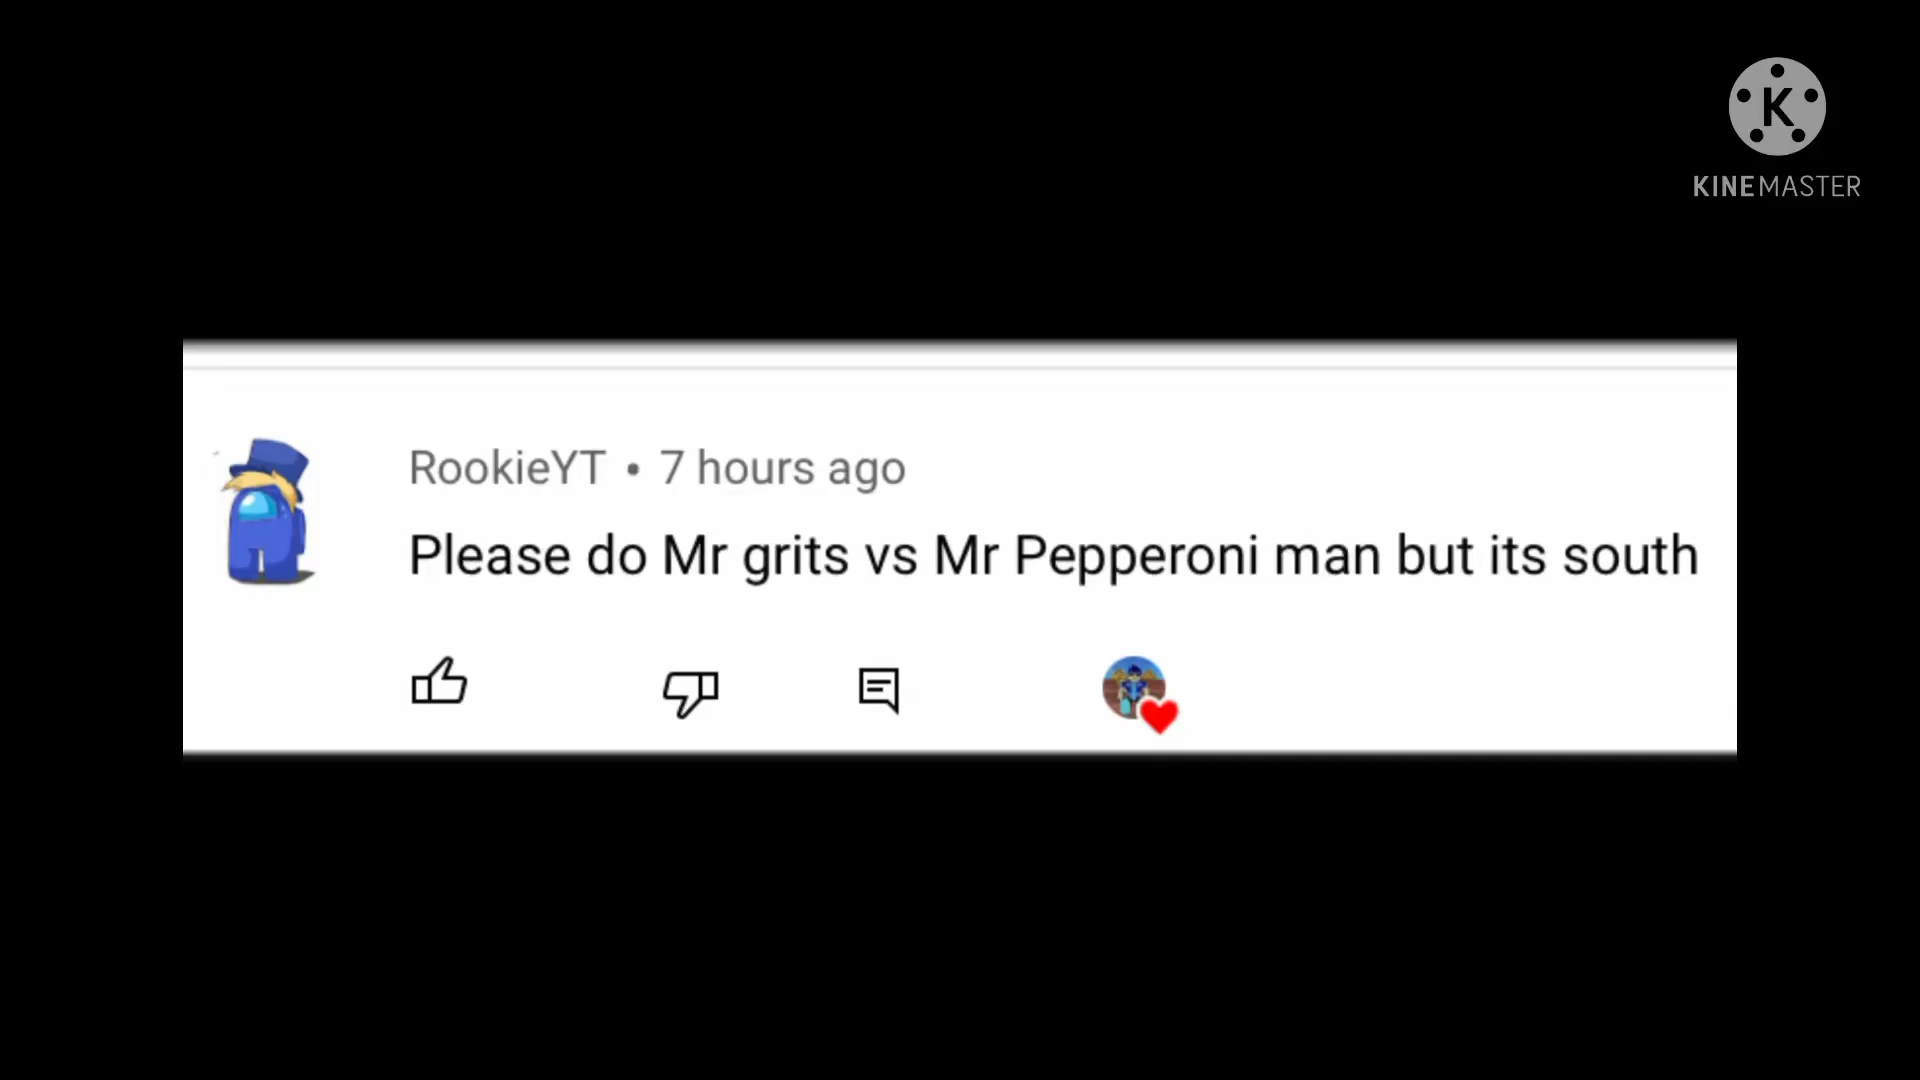 K
KINEMASTER
RookieYT • 7 hours ago
Please do Mr grits vs Mr Pepperoni man but its south